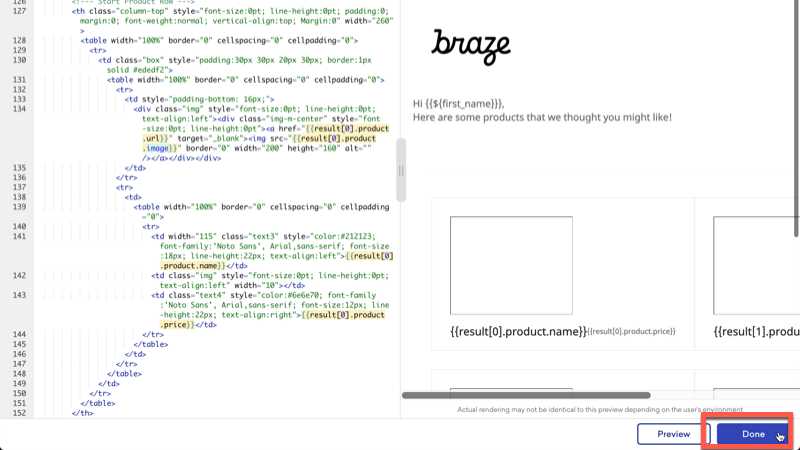 126 <!--- Start Product Row --->
127 <th class="column-top" style="font-size:0pt; line-height:0pt; padding:0;
margin:0; font-weight:normal; vertical-align:top; Margin:0" width="260"
>
128 <table width="100%" border="0" cellspacing="0" cellpadding="0">
129 <tr>
130 <td class="box" style="padding:30px 30px 20px 30px; border:1px
solid #ededf2">
131 <table width="100%" border="0" cellspacing="0" cellpadding="0">
132 <tr>
133 <td style="padding-bottom: 16px;">
134 <div class="img" style="font-size:0pt; line-height:0pt;
text-align:left"><div class="img-m-center" style="font
-size:0pt; line-height:0pt"><a href="{{result[0].product
.url}}" target="_blank"><img src="{{result[0].product
.image}}" border="0" width="200" height="160" alt=""
/></a></div></div>
135 </td>
136 </tr>
137 <tr>
138 <td>
139 <table width="100%" border="0" cellspacing="0" cellpadding
="0">
140 <tr>
141 <td width="115" class="text3" style="color:#212123;
font-family:'Noto Sans', Arial,sans-serif; font-size
:18px; line-height:22px; text-align:left">{{result[0]
.product.name}}</td>
142 <td class="img" style="font-size:0pt; line-height:0pt;
text-align:left" width="10"></td>
143 <td class="text4" style="color:#6e6e70; font-family
:'Noto Sans', Arial,sans-serif; font-size:12px; line
-height:22px; text-align:right">{{result[0].product
.price}}</td>
144 </tr>
145 </table>
146 </td>
147 </tr>
148 </table>
149 </td>
150 </tr>
151 </table>
152 </th>
braze
Hi {{${first_name}}},
Here are some products that we thought you might like!
{{result[0].product.name}}{{result[0].product.price}}
{{result[1].produ
Actual rendering may not be identical to this preview depending on the user's environment
Preview
Done